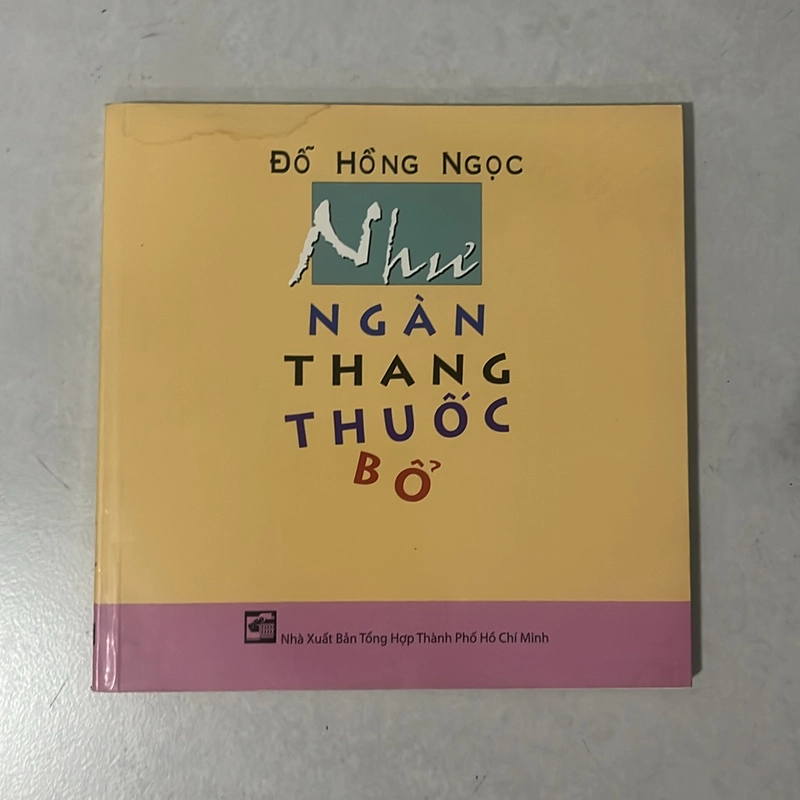 ĐỖ HỒNG NGỌC
Như
NGÀN
THANG
THUỐC
BỔ
Nhà Xuất Bản Tổng Hợp Thành Phố Hồ Chí Minh